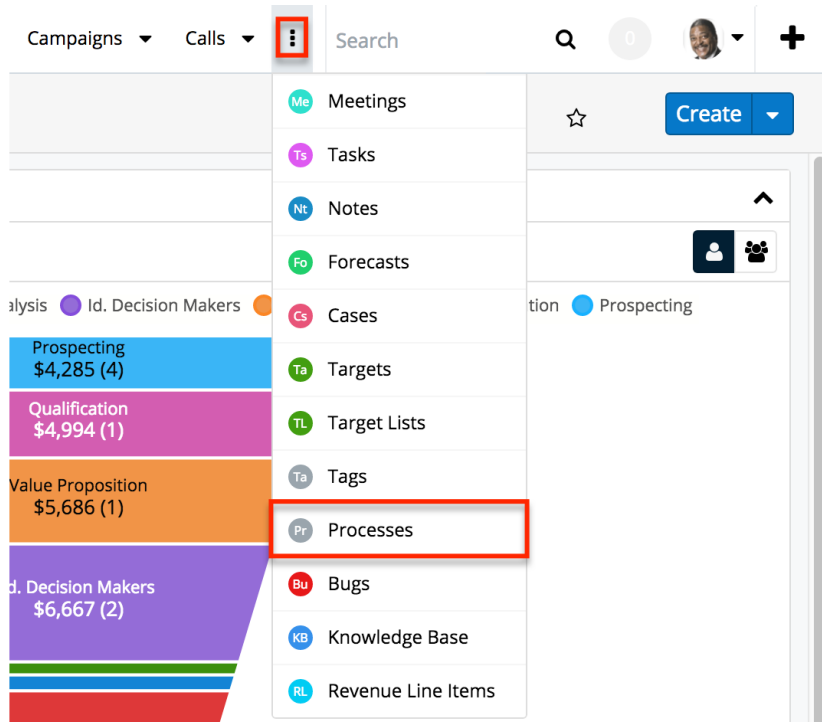 Campaigns Calls Search 0
Me Meetings
Create
Ts Tasks
Nt Notes
Fo Forecasts
Cs Cases
Ta Targets
TL Target Lists
Ta Tags
Pr Processes
Bu Bugs
KB Knowledge Base
RL Revenue Line Items
alysis Id. Decision Makers tion Prospecting
Prospecting
$4,285 (4)
Qualification
$4,994 (1)
Value Proposition
$5,686 (1)
d. Decision Makers
$6,667 (2)